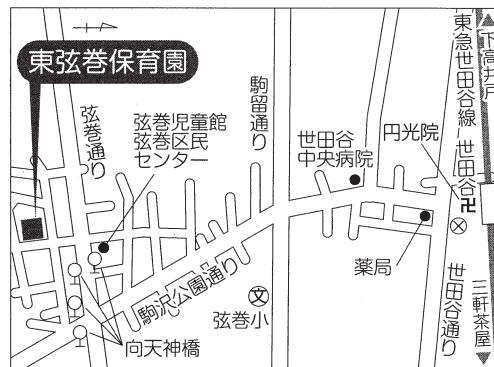 東弦巻保育園
弦巻通り
弦巻児童館
弦巻区民
センター
駒留通り
世田谷
中央病院
円光院
東急世田谷線
世田谷
下高井戸
卍
薬局
駒沢公園通り
文
弦巻小
向天神橋
世田谷通り
三軒茶屋